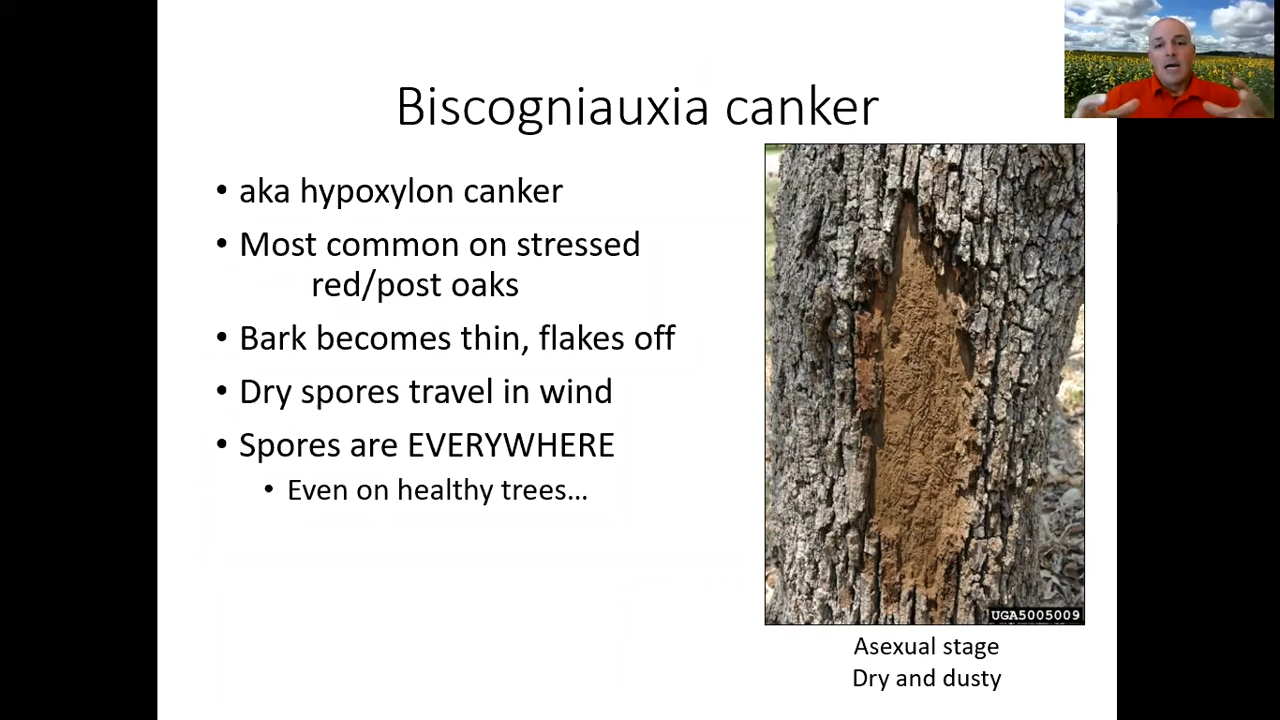 Biscogniauxia canker
• aka hypoxylon canker
• Most common on stressed
red/post oaks
• Bark becomes thin, flakes off
• Dry spores travel in wind
• Spores are EVERYWHERE
• Even on healthy trees…
UGA5005009
Asexual stage
Dry and dusty